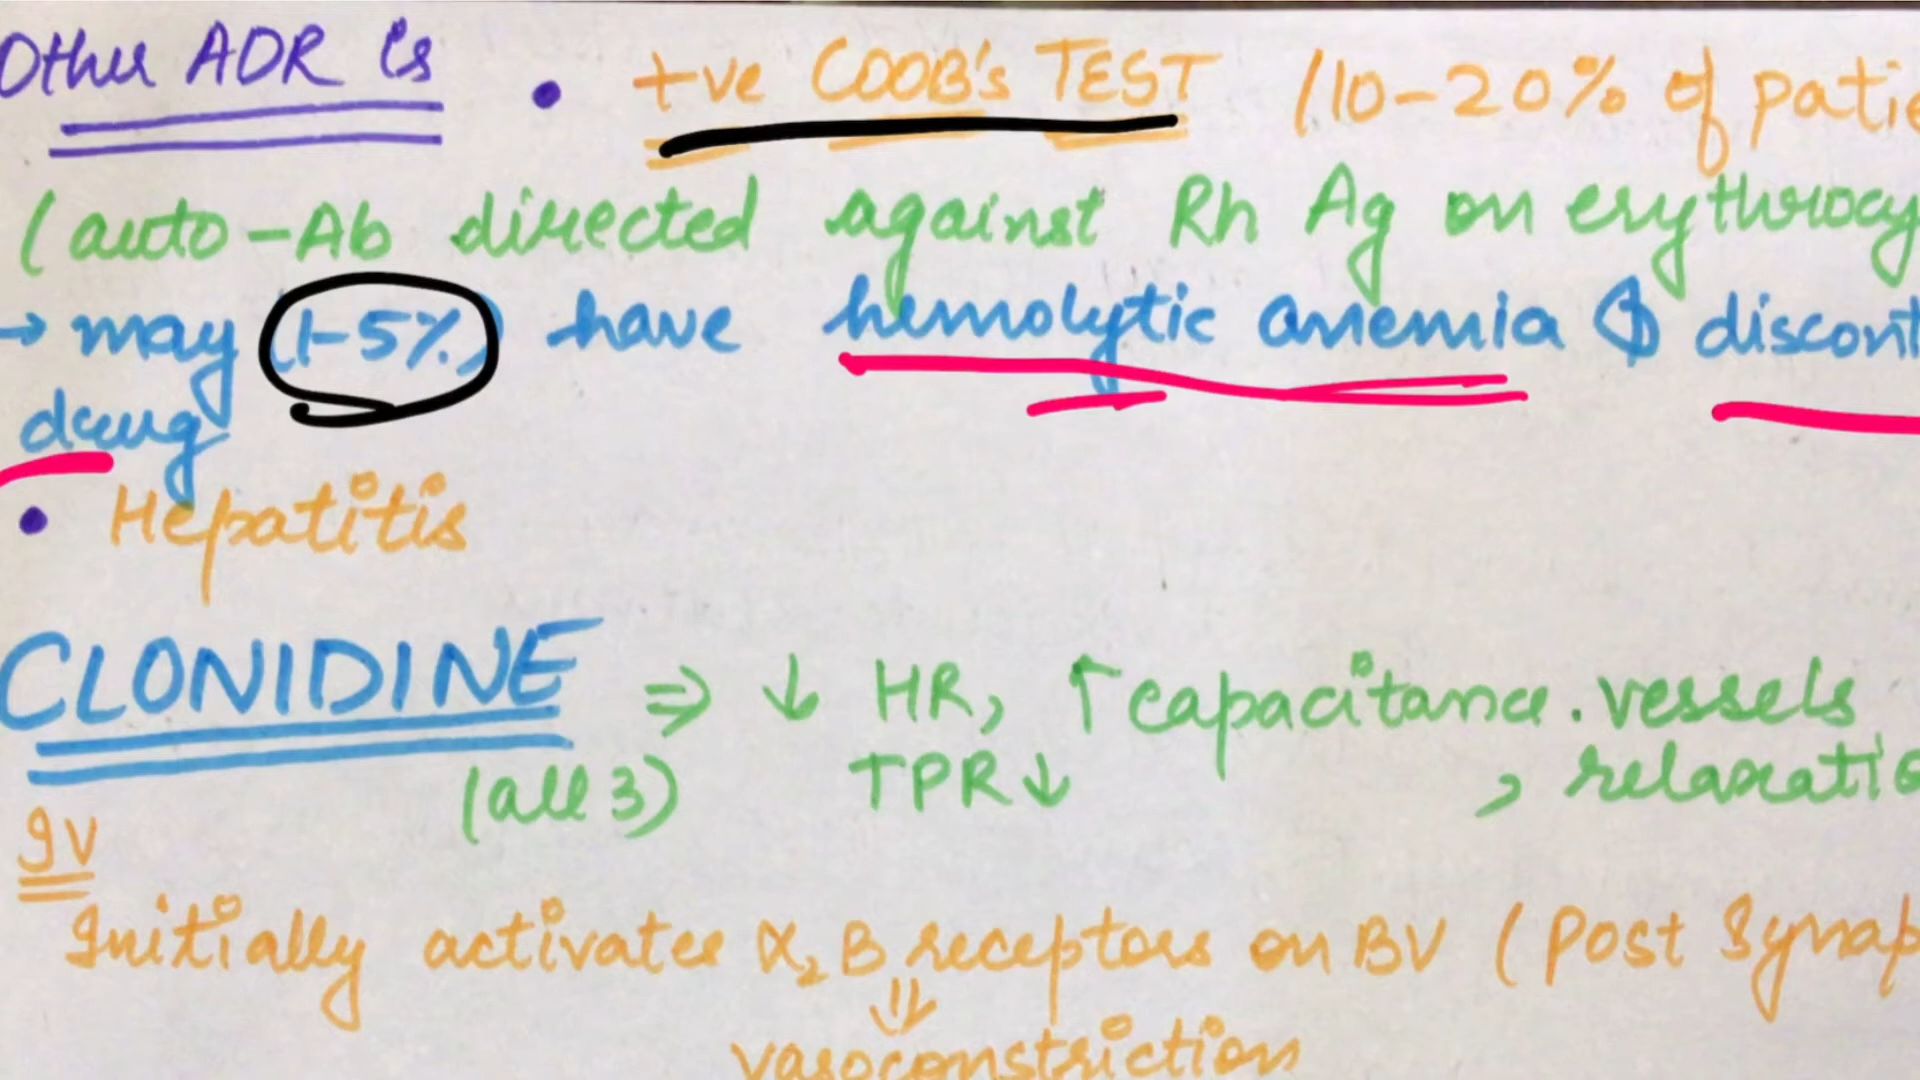 Other ADR is • +ve COOB's TEST (10-20% of patie
(auto-Ab directed against Rh Ag on erythrocy
→ may (1-5%) have hemolytic anemia & discont
drug
• Hepatitis
CLONIDINE ⇒ ↓ HR, ↑ capacitance. vessels
(all 3) TPR↓ , relaxatio
IV
Initially activates α₂B receptors on BV (Post Synap
⇓
vasoconstriction